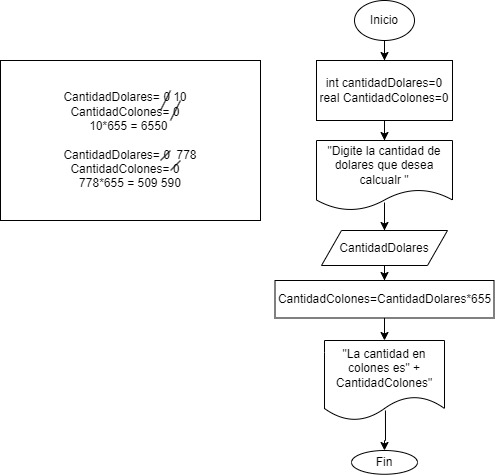 Inicio
int cantidadDolares=0
real CantidadColones=0
"Digite la cantidad de
dolares que desea
calcualr "
CantidadDolares
CantidadColones=CantidadDolares*655
"La cantidad en
colones es" +
CantidadColones"
Fin
CantidadDolares= 0 10
CantidadColones= 0
10*655 = 6550
CantidadDolares= 0 778
CantidadColones= 0
778*655 = 509 590